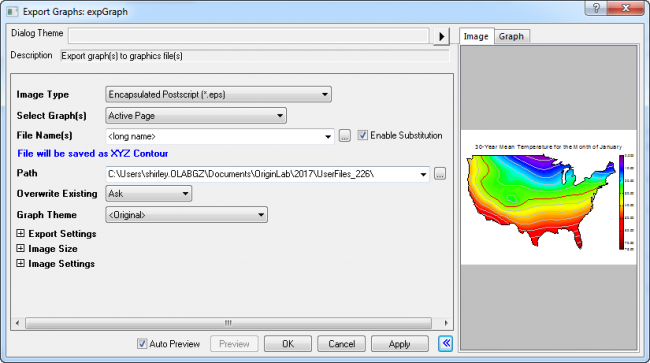 Export Graphs: expGraph
Dialog Theme
Description Export graph(s) to graphics file(s)
Image Type Encapsulated Postscript (*.eps)
Select Graph(s) Active Page
File Name(s) <long name> ... Enable Substitution
File will be saved as XYZ Contour
Path C:\Users\shirley.OLABGZ\Documents\OriginLab\2017\UserFiles_226\ ...
Overwrite Existing Ask
Graph Theme <Original>
Export Settings
Image Size
Image Settings
Auto Preview Preview OK Cancel Apply
Image Graph
30-Year Mean Temperature for the Month of January